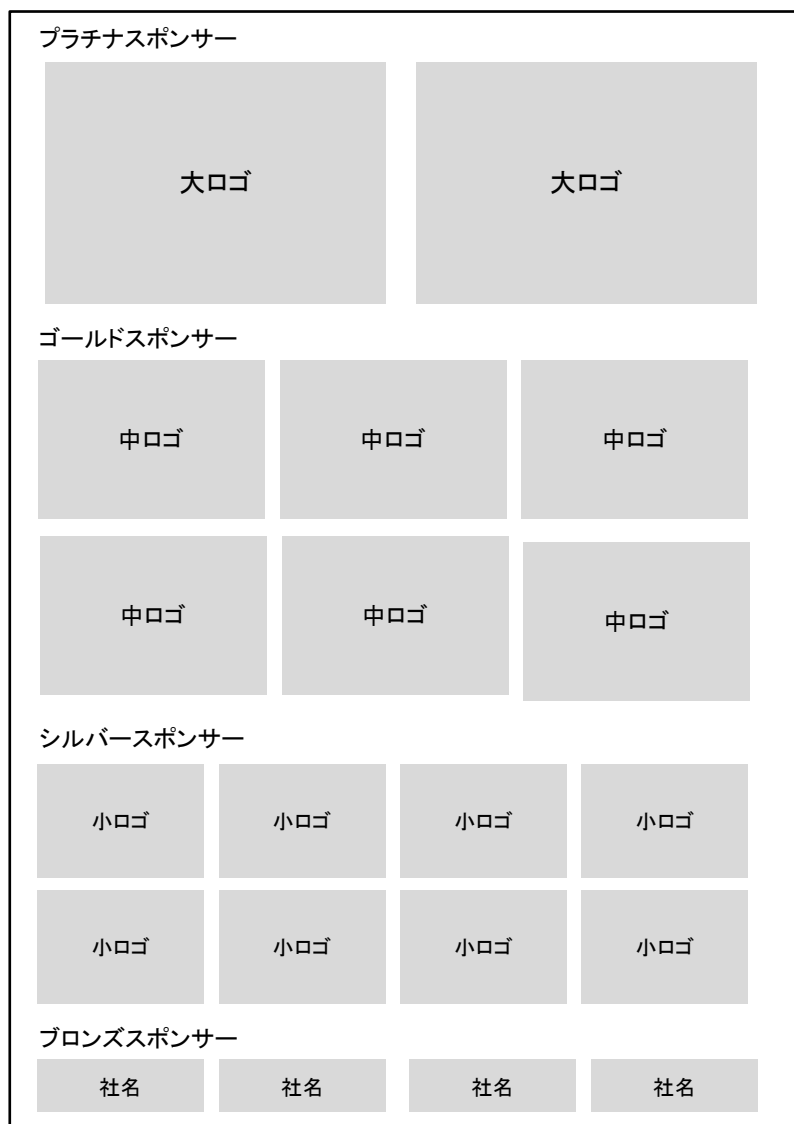 プラチナスポンサー
大ロゴ 大ロゴ
ゴールドスポンサー
中ロゴ 中ロゴ 中ロゴ
中ロゴ 中ロゴ 中ロゴ
シルバースポンサー
小ロゴ 小ロゴ 小ロゴ 小ロゴ
小ロゴ 小ロゴ 小ロゴ 小ロゴ
ブロンズスポンサー
社名 社名 社名 社名